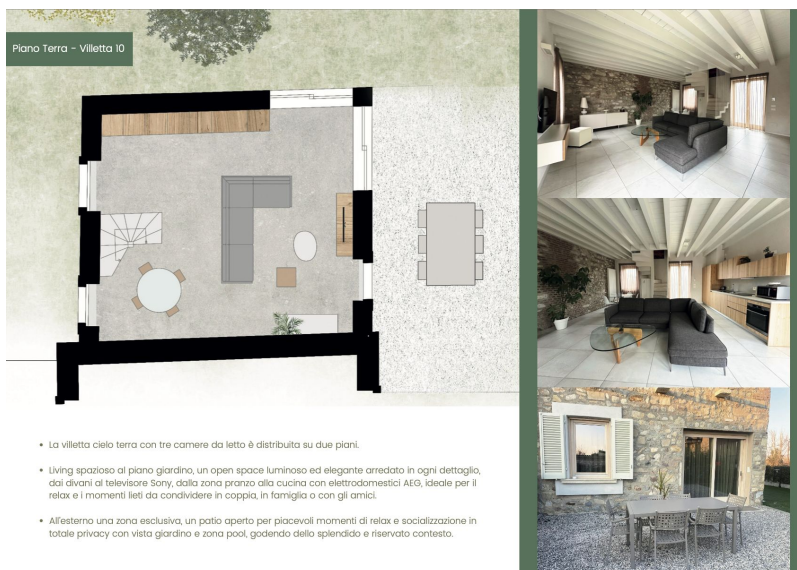 Piano Terra - Villetta 10
• La villetta cielo terra con tre camere da letto è distribuita su due piani.
• Living spazioso al piano giardino, un open space luminoso ed elegante arredato in ogni dettaglio,
dai divani al televisore Sony, dalla zona pranzo alla cucina con elettrodomestici AEG, ideale per il
relax e i momenti lieti da condividere in coppia, in famiglia o con gli amici.
• All'esterno una zona esclusiva, un patio aperto per piacevoli momenti di relax e socializzazione in
totale privacy con vista giardino e zona pool, godendo dello splendido e riservato contesto.